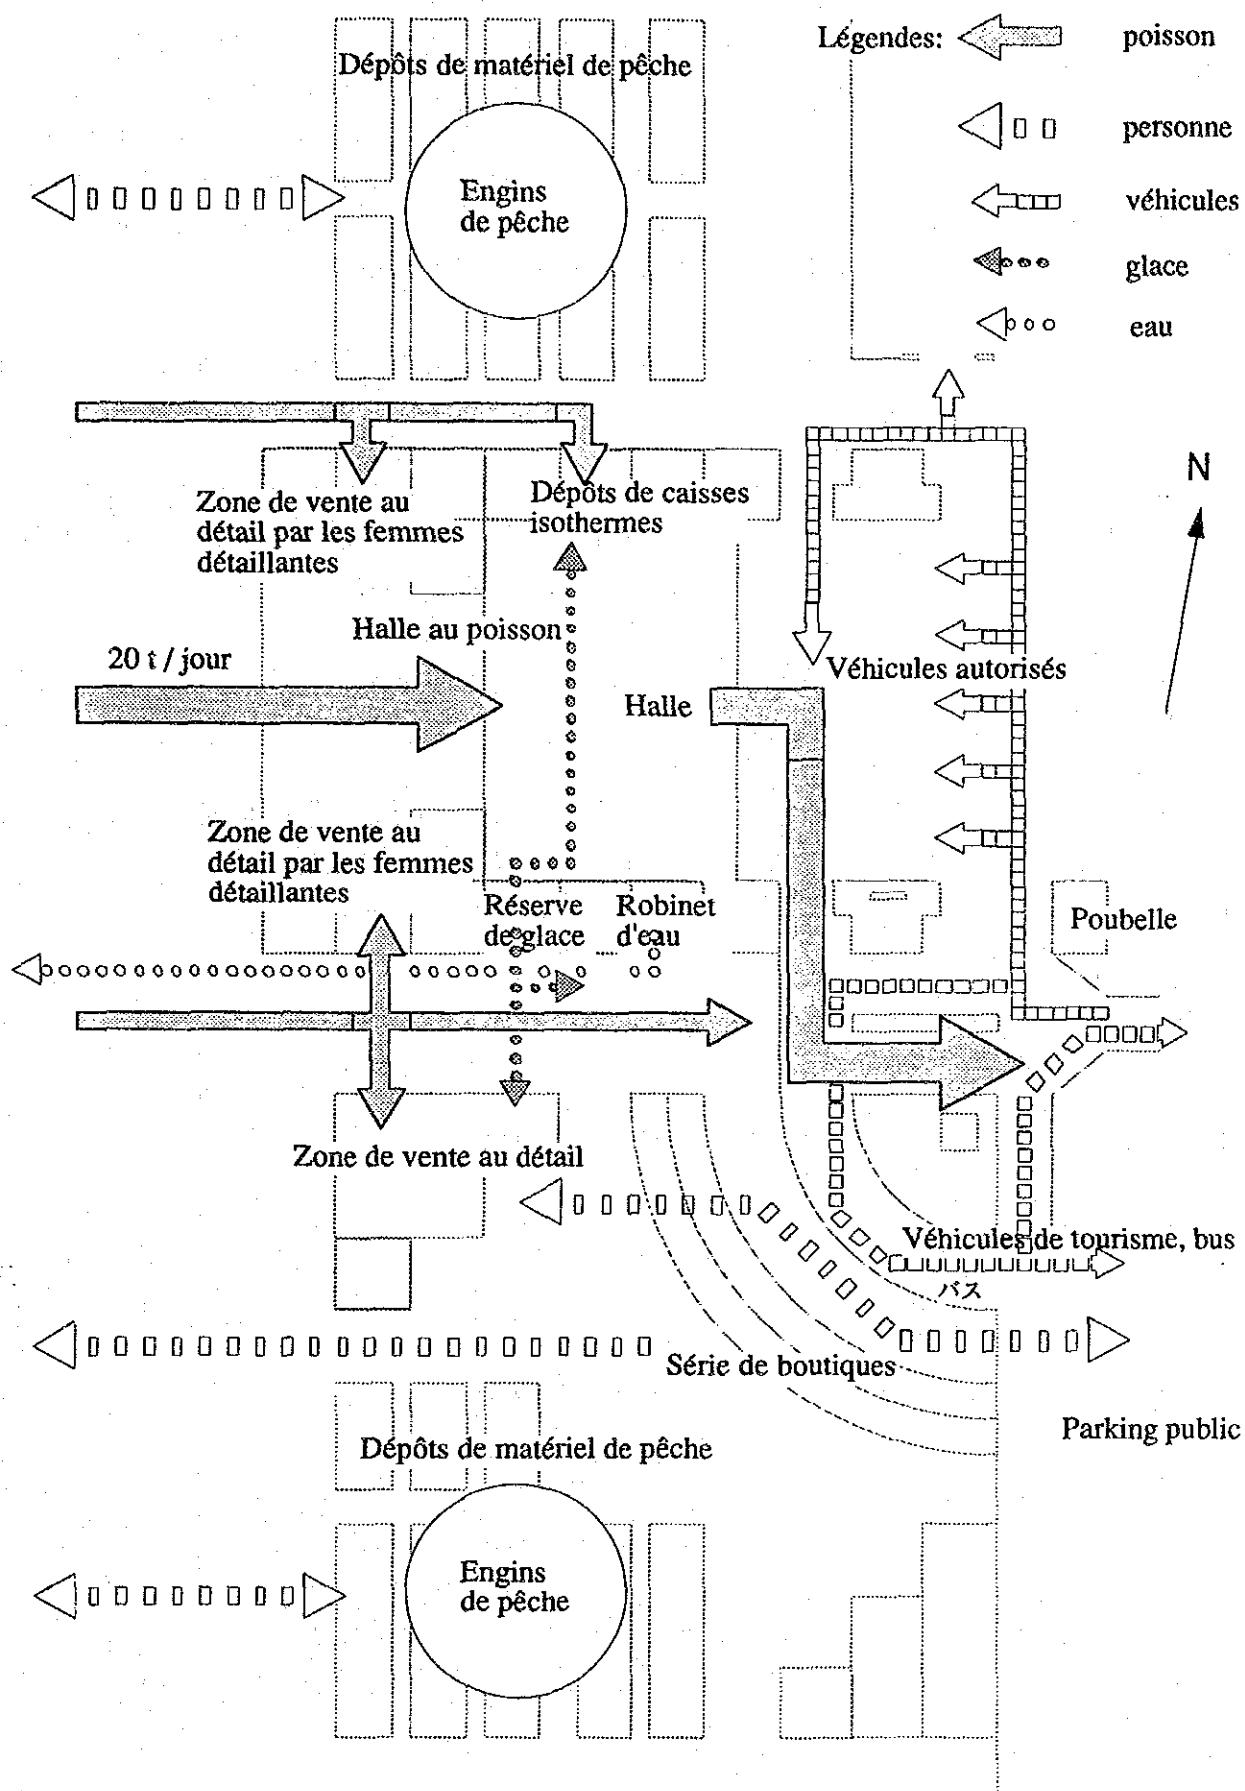 Légendes:
poisson
personne
véhicules
glace
eau
Dépôts de matériel de pêche
Engins
de pêche
N
Zone de vente au
détail par les femmes
détaillantes
Dépôts de caisses
isothermes
Halle au poisson
20 t / jour
Halle
Véhicules autorisés
Zone de vente au
détail par les femmes
détaillantes
Réserve
de glace
Robinet
d'eau
Poubelle
Zone de vente au détail
Véhicules de tourisme, bus
バス
Série de boutiques
Parking public
Dépôts de matériel de pêche
Engins
de pêche